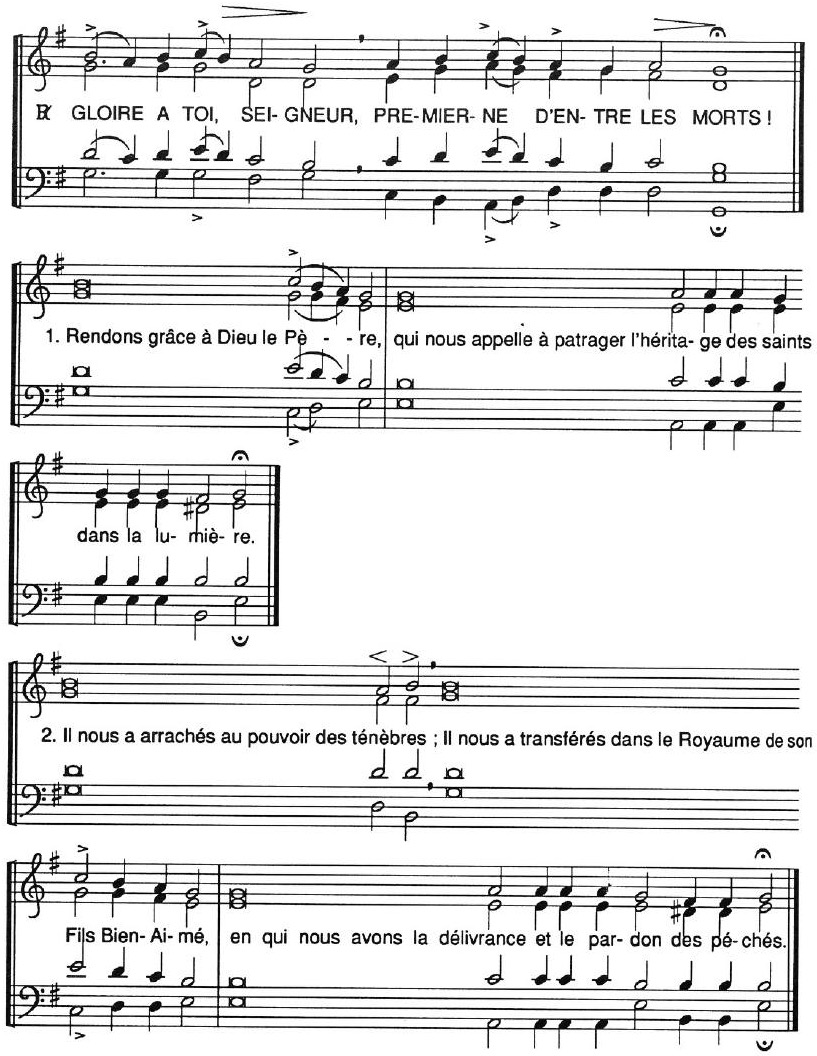 ℟ GLOIRE A TOI, SEI- GNEUR, PRE-MIER- NE D'EN- TRE LES MORTS !
1. Rendons grâce à Dieu le Pè - - re, qui nous appelle à patrager l'hérita- ge des saints
dans la lu- miè- re.
2. Il nous a arrachés au pouvoir des ténèbres ; Il nous a transférés dans le Royaume de son
Fils Bien- Ai- mé, en qui nous avons la délivrance et le par- don des pé-chés.